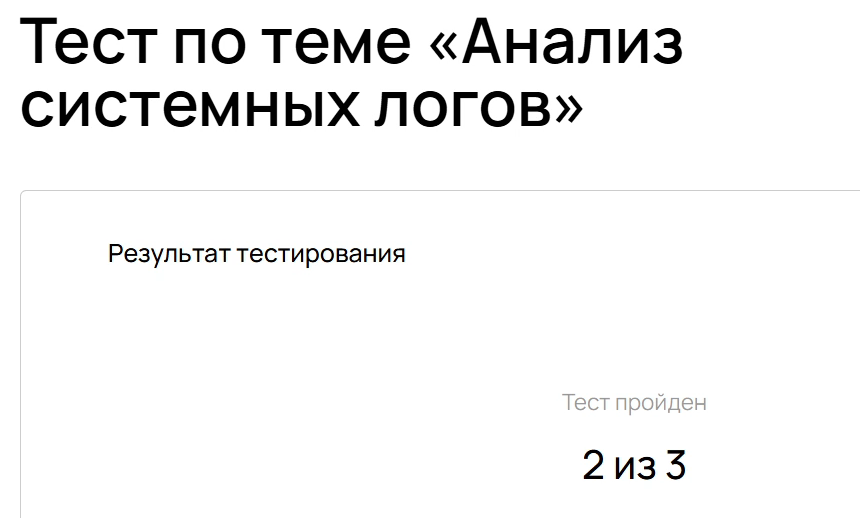 Тест по теме «Анализ
системных логов»
Результат тестирования
Тест пройден
2 из 3